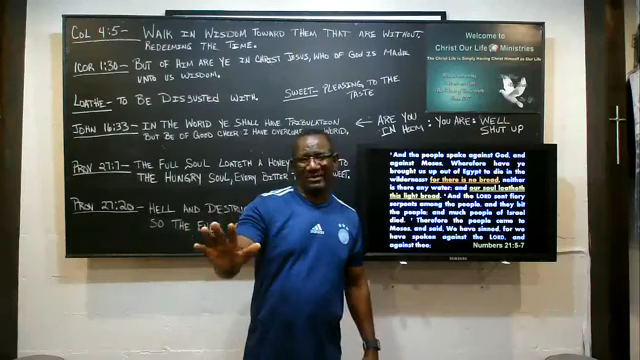 Col 4:5 - Walk in Wisdom toward them that are without,
redeeming the time.
1Cor 1:30 - But of Him are ye in Christ Jesus, who of God is made
unto us wisdom.
Loathe - To be disgusted with.
Sweet - Pleasing to the
taste
John 16:33 - In the world ye shall have tribulation
But be of good cheer I have overcome world,
← Are you : You are : Well
in Him Shut up
Prov 27:7 - The full soul loateth a honey to
the hungry soul, every bitter sweet.
Prov 27:20 - Hell and Destr
So the
Welcome to
Christ Our Life Ministries
The Christ Life is Simply Having Christ Himself as Our Life
And the people spake against God, and
against Moses, Wherefore have ye
brought us up out of Egypt to die in the
wilderness? for there is no bread, neither
is there any water; and our soul loatheth
this light bread. And the LORD sent fiery
serpents among the people, and they bit
the people; and much people of Israel
died. Therefore the people came to
Moses, and said, We have sinned, for
we have spoken against the LORD, and
against thee; Numbers 21:5-7
SAMSUNG
adidas